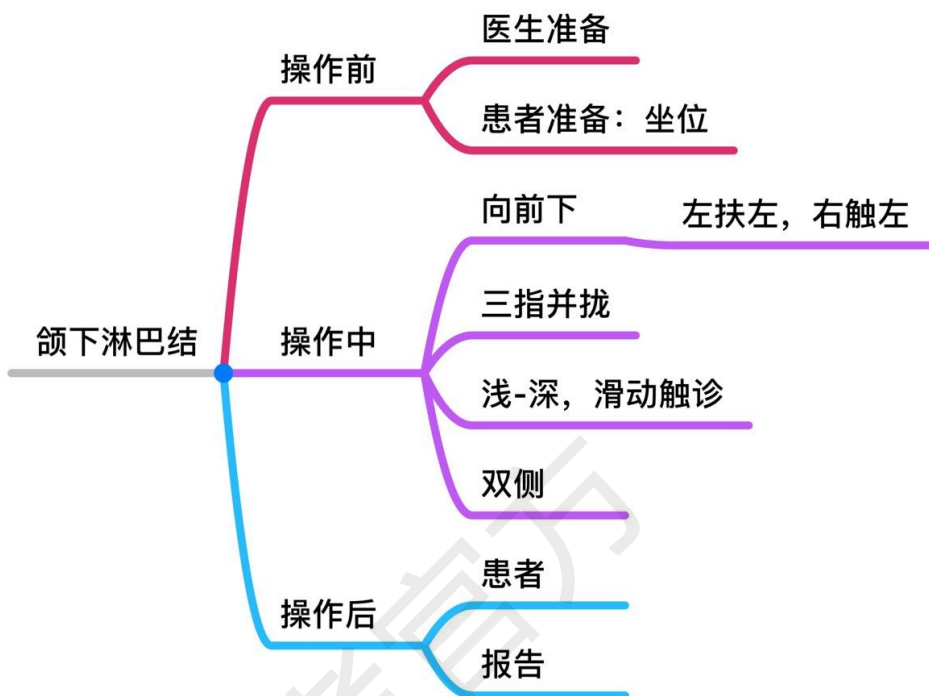 医生准备
操作前
患者准备：坐位
向前下
左扶左，右触左
三指并拢
颌下淋巴结
操作中
浅-深，滑动触诊
双侧
患者
操作后
报告
官方